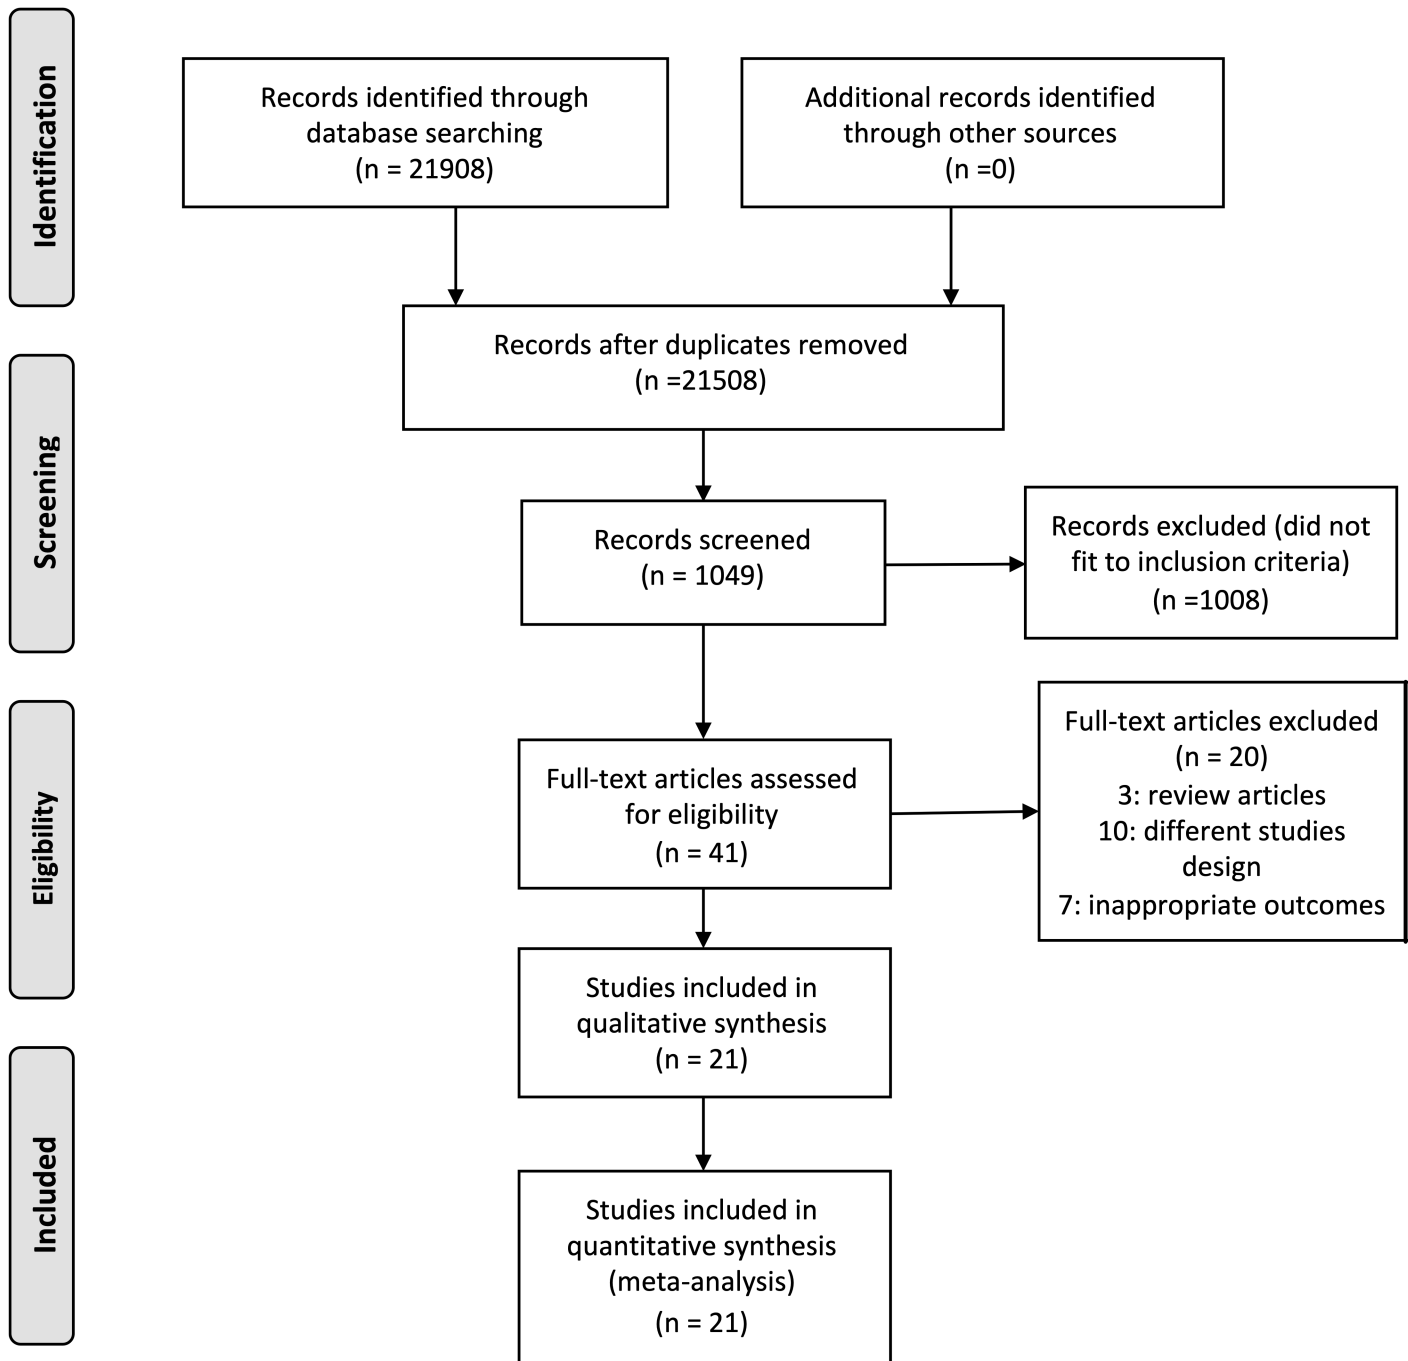 Identification
Records identified through
database searching
(n = 21908)
Additional records identified
through other sources
(n =0)
Records after duplicates removed
(n =21508)
Screening
Records screened
(n = 1049)
Records excluded (did not
fit to inclusion criteria)
(n =1008)
Eligibility
Full-text articles assessed
for eligibility
(n = 41)
Full-text articles excluded
(n = 20)
3: review articles
10: different studies
design
7: inappropriate outcomes
Studies included in
qualitative synthesis
(n = 21)
Included
Studies included in
quantitative synthesis
(meta-analysis)
(n = 21)